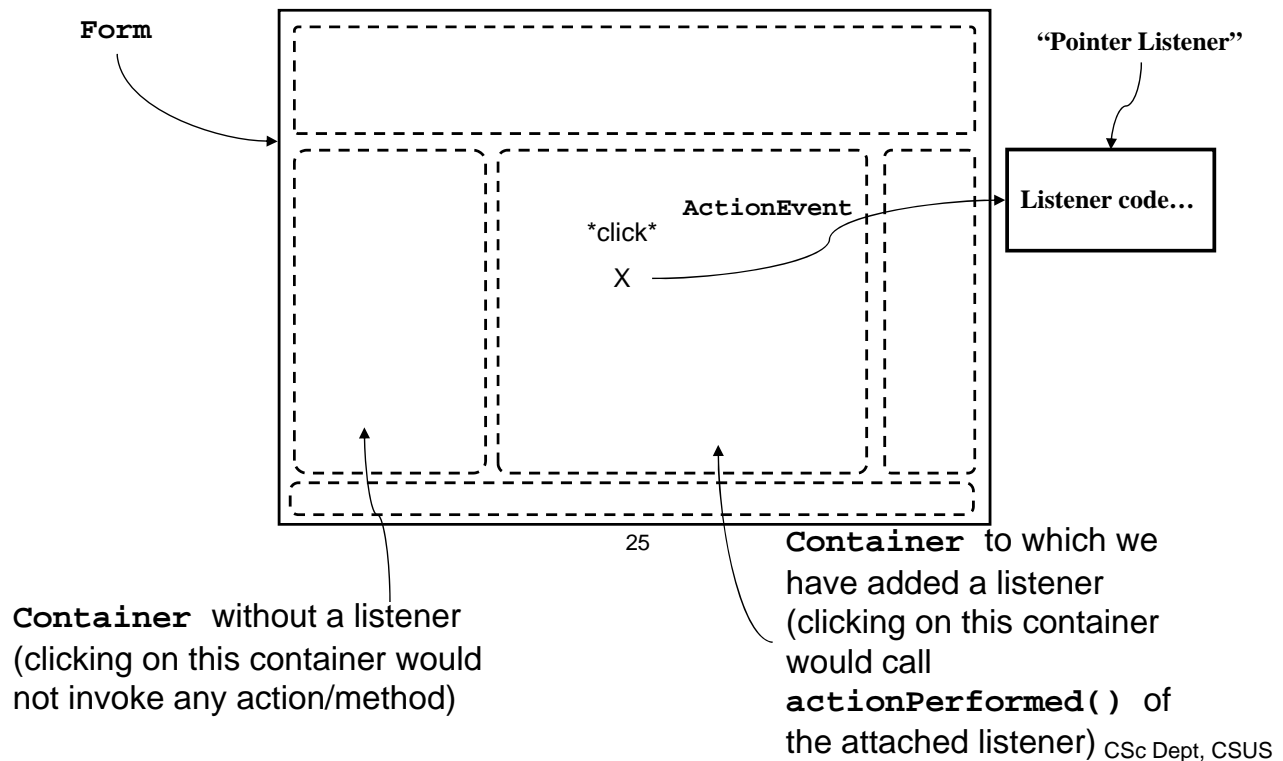 Form
“Pointer Listener”
ActionEvent
Listener code…
*click*
X
25
Container without a listener
(clicking on this container would
not invoke any action/method)
Container to which we
have added a listener
(clicking on this container
would call
actionPerformed() of
the attached listener)
CSc Dept, CSUS